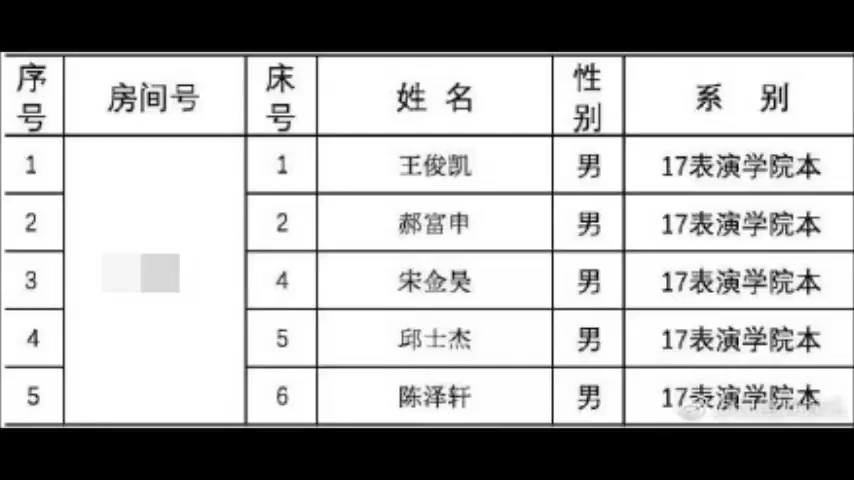 序号 房间号 床号 姓 名 性别 系 别
1 1 王俊凯 男 17表演学院本
2 2 郝富申 男 17表演学院本
3 4 宋金昊 男 17表演学院本
4 5 邱士杰 男 17表演学院本
5 6 陈泽轩 男 17表演学院本